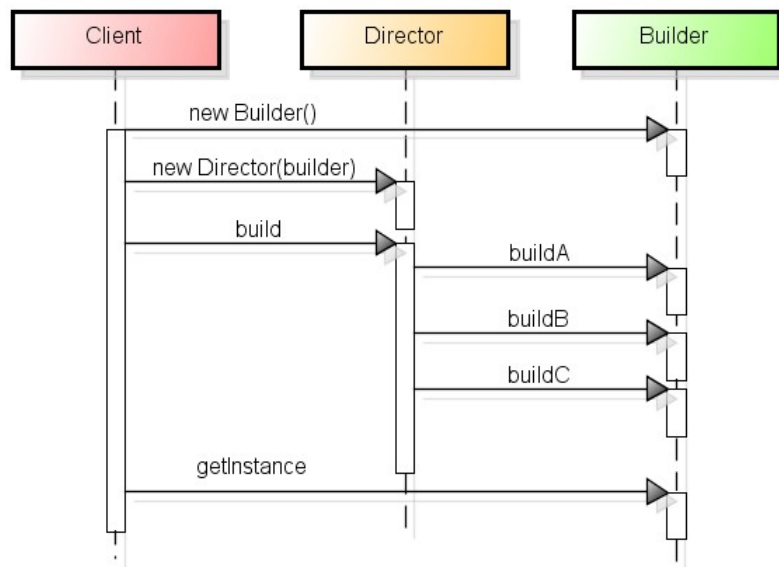 Client
Director
Builder
new Builder()
new Director(builder)
build
buildA
buildB
buildC
getInstance